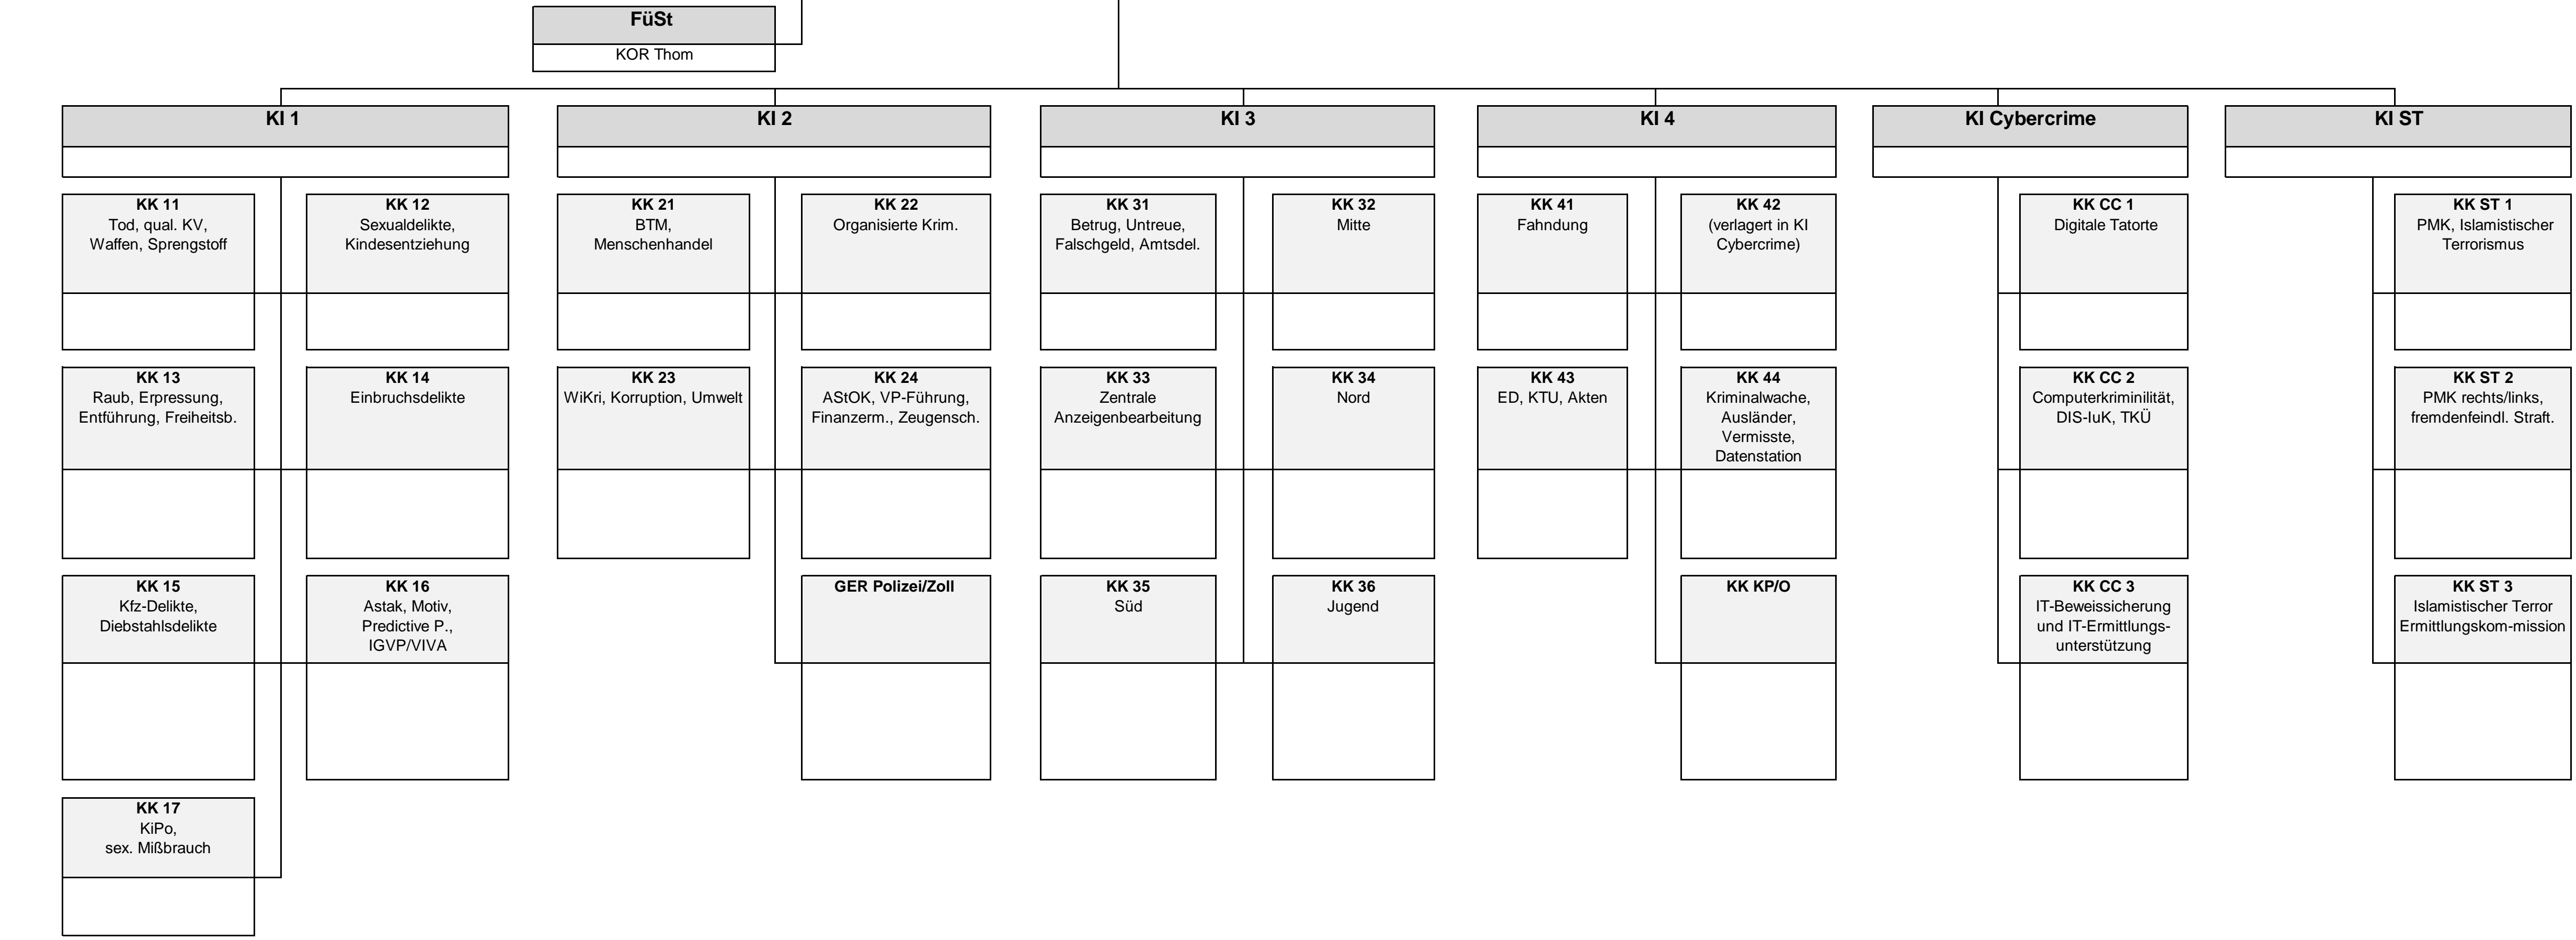 FüSt
KOR Thom
KI 1
KI 2
KI 3
KI 4
KI Cybercrime
KI ST
KK 11
Tod, qual. KV,
Waffen, Sprengstoff
KK 12
Sexualdelikte,
Kindesentziehung
KK 21
BTM,
Menschenhandel
KK 22
Organisierte Krim.
KK 31
Betrug, Untreue,
Falschgeld, Amtsdel.
KK 32
Mitte
KK 41
Fahndung
KK 42
(verlagert in KI
Cybercrime)
KK CC 1
Digitale Tatorte
KK ST 1
PMK, Islamistischer
Terrorismus
KK 13
Raub, Erpressung,
Entführung, Freiheitsb.
KK 14
Einbruchsdelikte
KK 23
WiKri, Korruption, Umwelt
KK 24
AStOK, VP-Führung,
Finanzerm., Zeugensch.
KK 33
Zentrale
Anzeigenbearbeitung
KK 34
Nord
KK 43
ED, KTU, Akten
KK 44
Kriminalwache,
Ausländer,
Vermisste,
Datenstation
KK CC 2
Computerkriminilität,
DIS-IuK, TKÜ
KK ST 2
PMK rechts/links,
fremdenfeindl. Straft.
KK 15
Kfz-Delikte,
Diebstahlsdelikte
KK 16
Astak, Motiv,
Predictive P.,
IGVP/VIVA
GER Polizei/Zoll
KK 35
Süd
KK 36
Jugend
KK KP/O
KK CC 3
IT-Beweissicherung
und IT-Ermittlungs-
unterstützung
KK ST 3
Islamistischer Terror
Ermittlungskom-mission
KK 17
KiPo,
sex. Mißbrauch